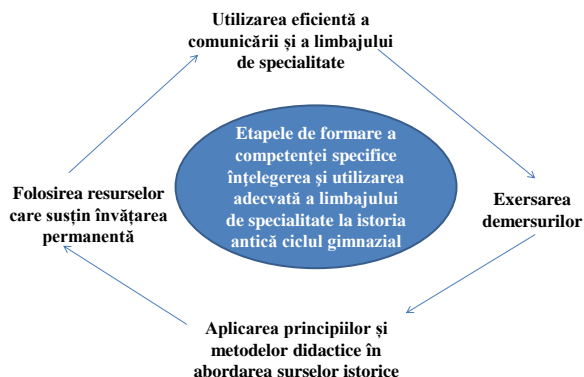 Utilizarea eficientă a
comunicării și a limbajului
de specialitate
Etapele de formare a
competenței specifice
înțelegerea și utilizarea
adecvată a limbajului
de specialitate la istoria
antică ciclul gimnazial
Folosirea resurselor
care susțin învățarea
permanentă
Exersarea
demersurilor
Aplicarea principiilor și
metodelor didactice în
abordarea surselor istorice